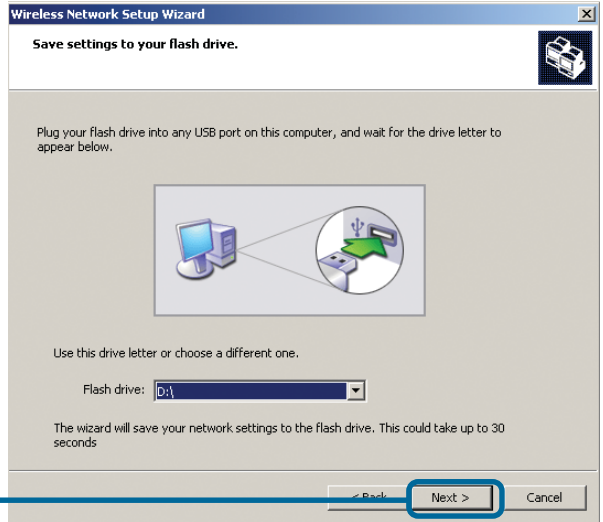 Wireless Network Setup Wizard
Save settings to your flash drive.
Plug your flash drive into any USB port on this computer, and wait for the drive letter to
appear below.
Use this drive letter or choose a different one.
Flash drive: D:\
The wizard will save your network settings to the flash drive. This could take up to 30
seconds
< Back Next > Cancel